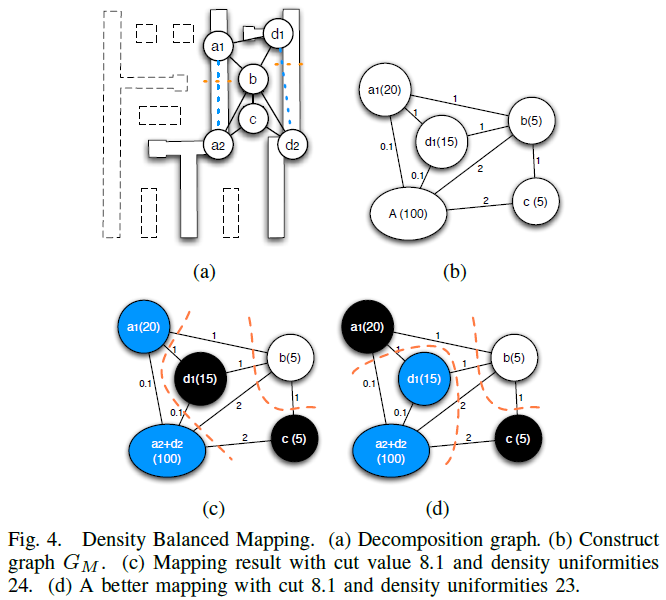 a1
d1
b
c
a2
d2
(a)
a1(20)
1
b(5)
1
d1(15)
1
0.1
2
1
0.1
A (100)
2
c (5)
(b)
a1(20)
1
b(5)
1
d1(15)
1
0.1
2
1
0.1
a2+d2
(100)
2
c (5)
(c)
a1(20)
1
b(5)
1
d1(15)
1
0.1
2
1
0.1
a2+d2
(100)
2
c (5)
(d)
Fig. 4. Density Balanced Mapping. (a) Decomposition graph. (b) Construct
graph GM. (c) Mapping result with cut value 8.1 and density uniformities
24. (d) A better mapping with cut 8.1 and density uniformities 23.